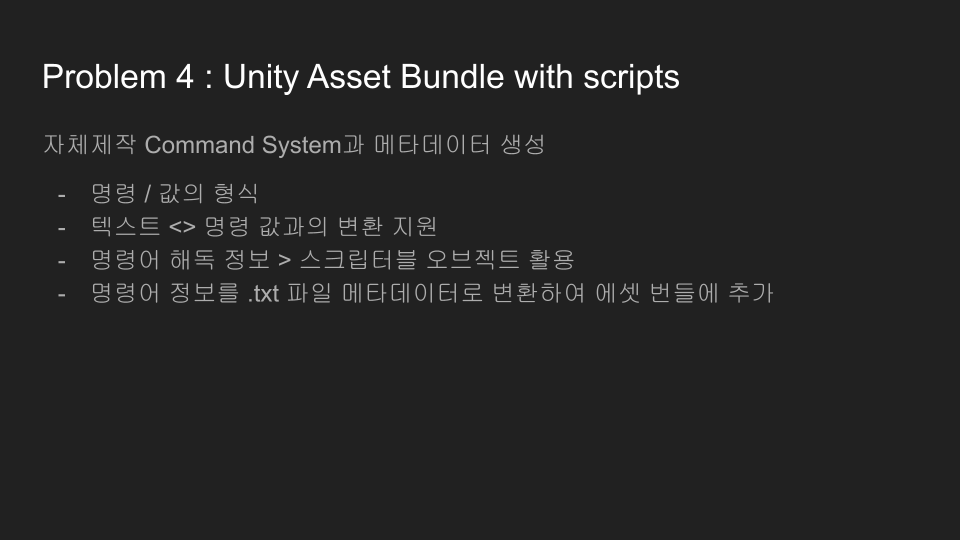 Problem 4 : Unity Asset Bundle with scripts
자체제작 Command System과 메타데이터 생성
- 명령 / 값의 형식
- 텍스트 <> 명령 값과의 변환 지원
- 명령어 해독 정보 > 스크립터블 오브젝트 활용
- 명령어 정보를 .txt 파일 메타데이터로 변환하여 에셋 번들에 추가